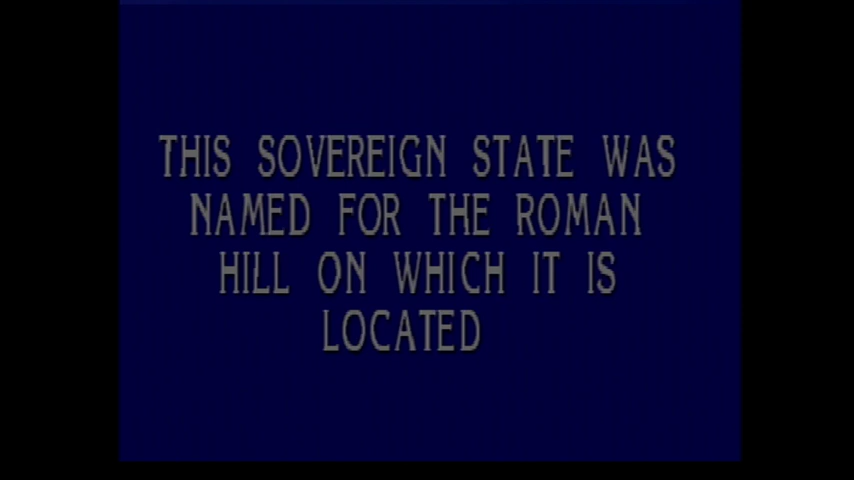 THIS SOVEREIGN STATE WAS
NAMED FOR THE ROMAN
HILL ON WHICH IT IS
LOCATED